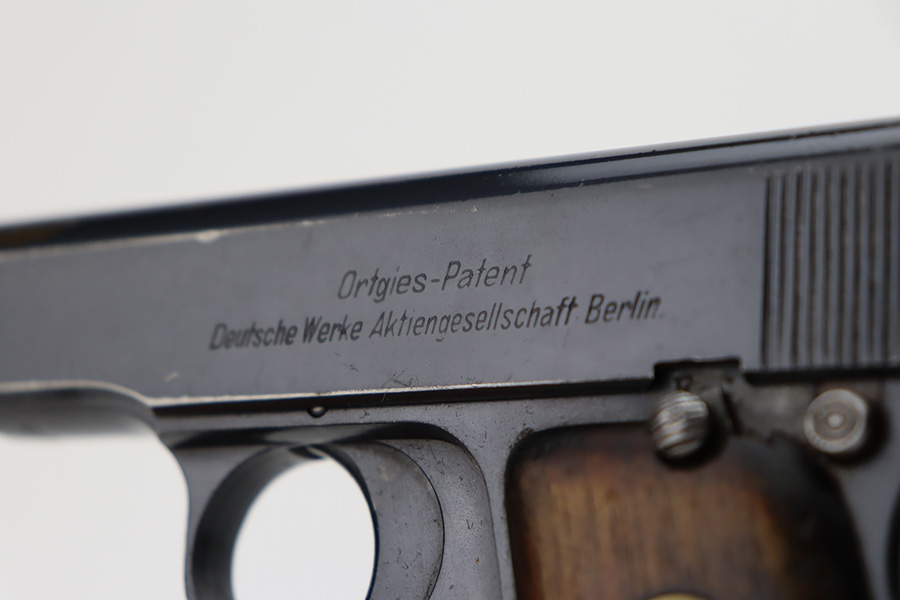 Ortgies-Patent
Deutsche Werke Aktiengesellschaft Berlin.